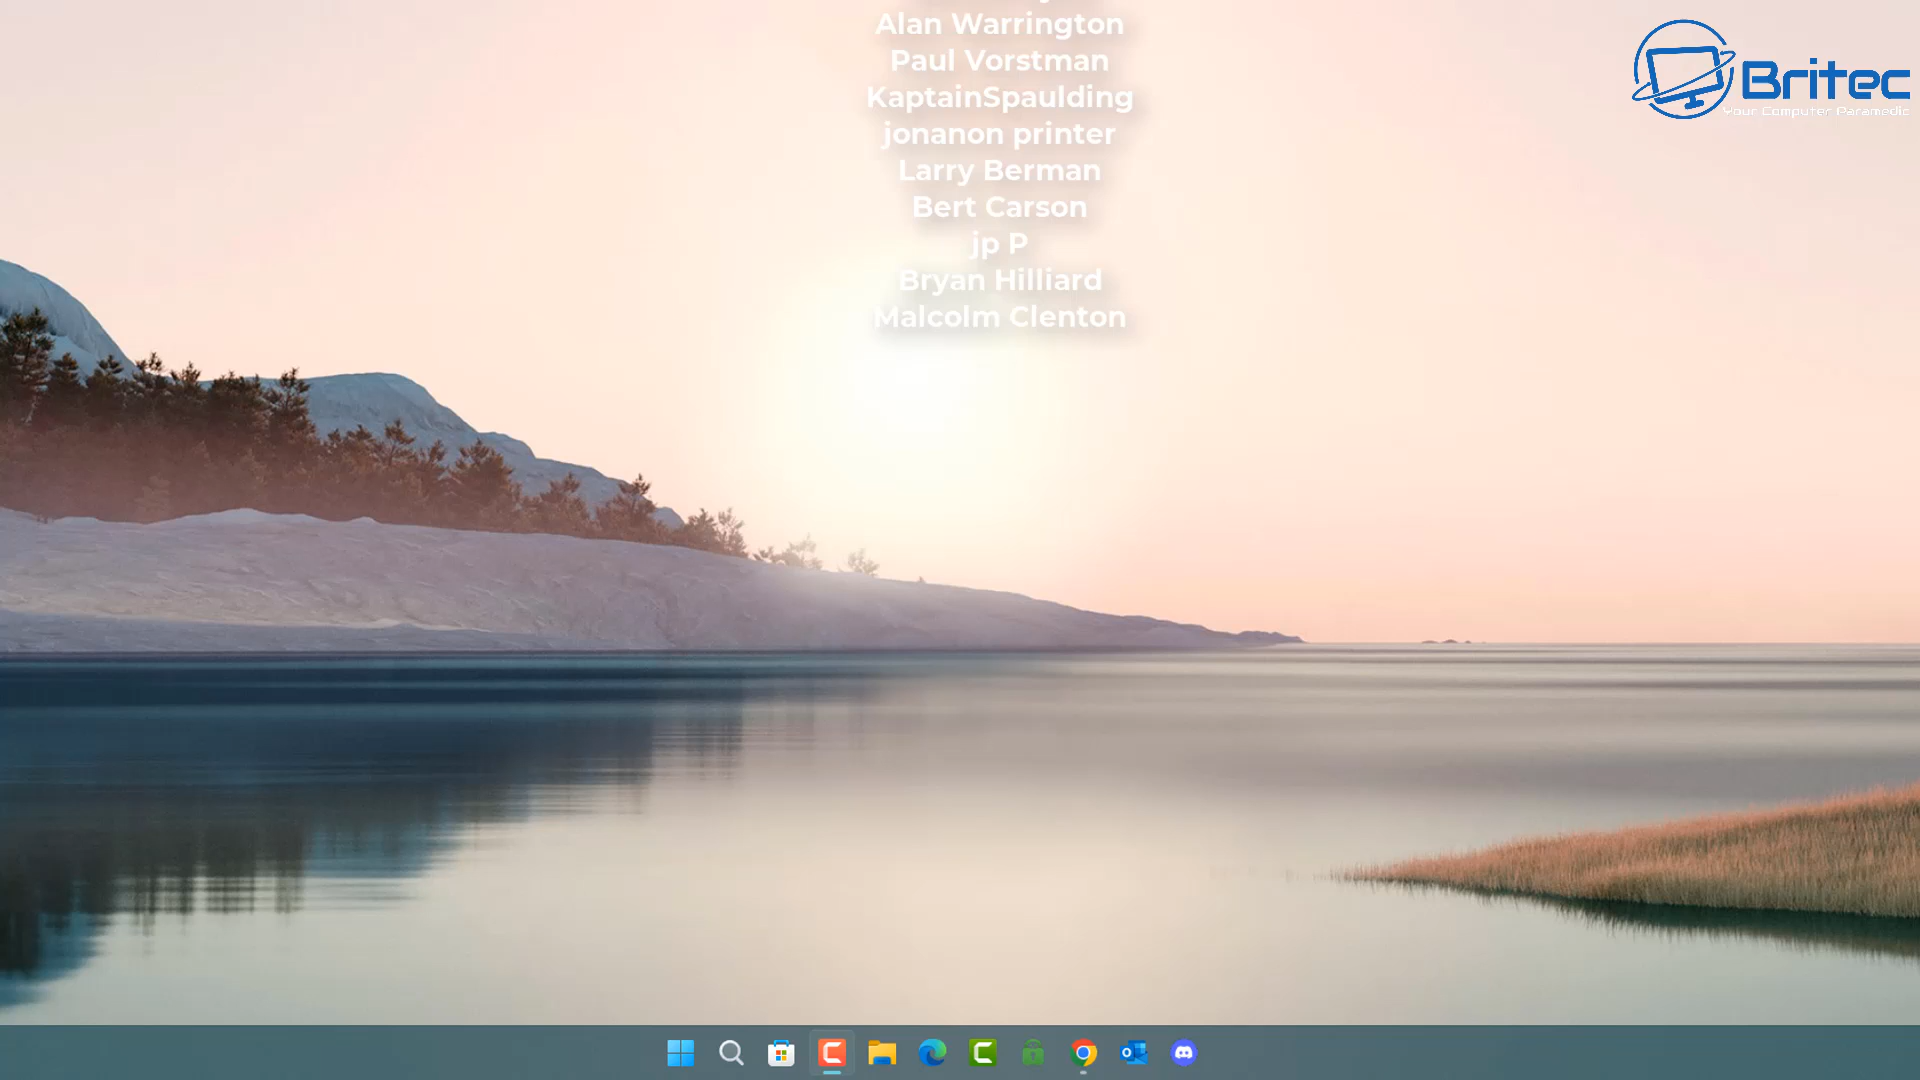 Alan Warrington
Paul Vorstman
KaptainSpaulding
jonanon printer
Larry Berman
Bert Carson
jp P
Bryan Hilliard
Malcolm Clenton
Britec
Your Computer Paramedic